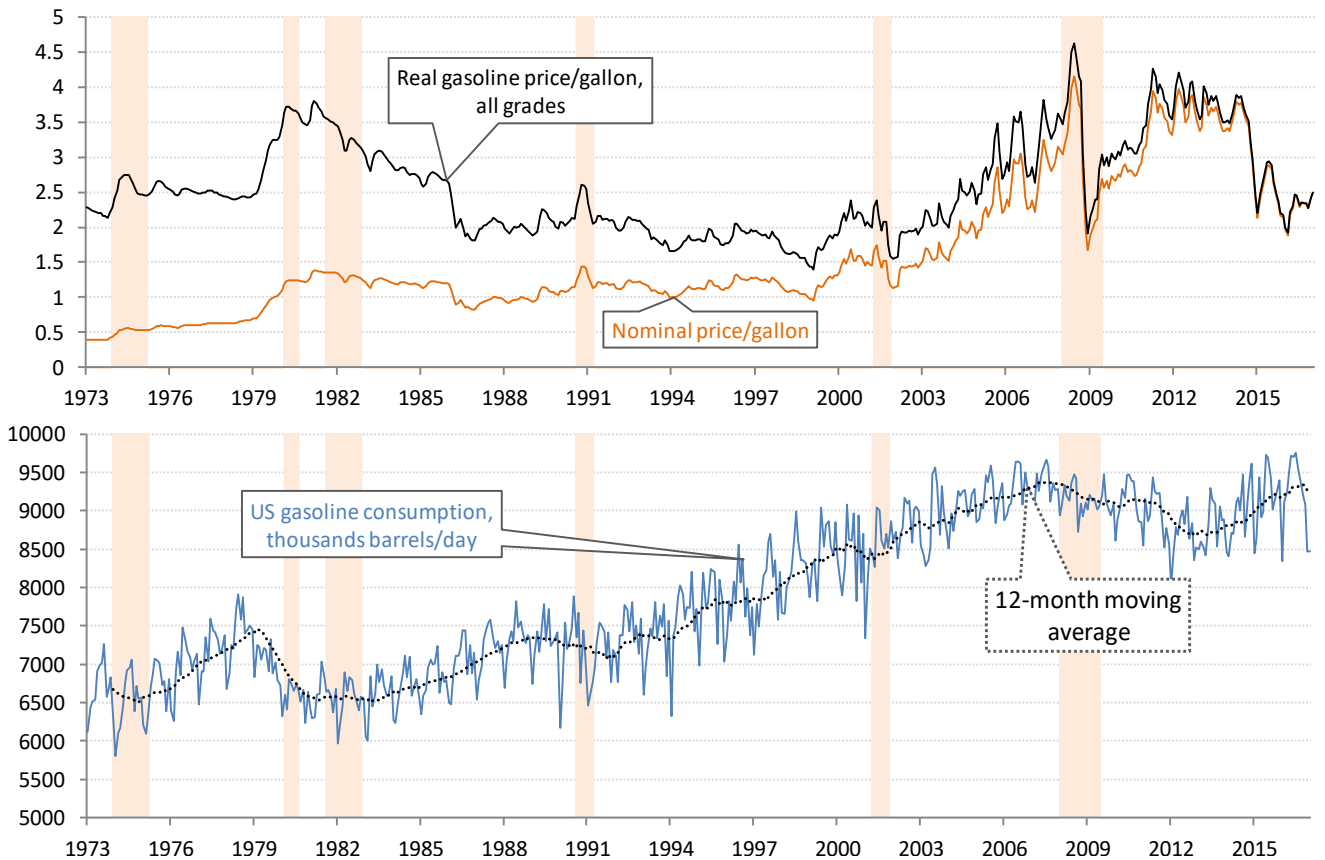 5
4.5
4
3.5
3
2.5
2
1.5
1
0.5
0
Real gasoline price/gallon,
all grades
Nominal price/gallon
1973 1976 1979 1982 1985 1988 1991 1994 1997 2000 2003 2006 2009 2012 2015
10000
9500
9000
8500
8000
7500
7000
6500
6000
5500
5000
US gasoline consumption,
thousands barrels/day
12-month moving
average
1973 1976 1979 1982 1985 1988 1991 1994 1997 2000 2003 2006 2009 2012 2015